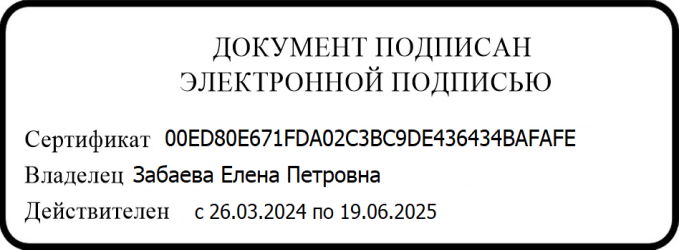 ДОКУМЕНТ ПОДПИСАН
ЭЛЕКТРОННОЙ ПОДПИСЬЮ
Сертификат 00ED80E671FDA02C3BC9DE436434BAFAFE
Владелец Забаева Елена Петровна
Действителен с 26.03.2024 по 19.06.2025